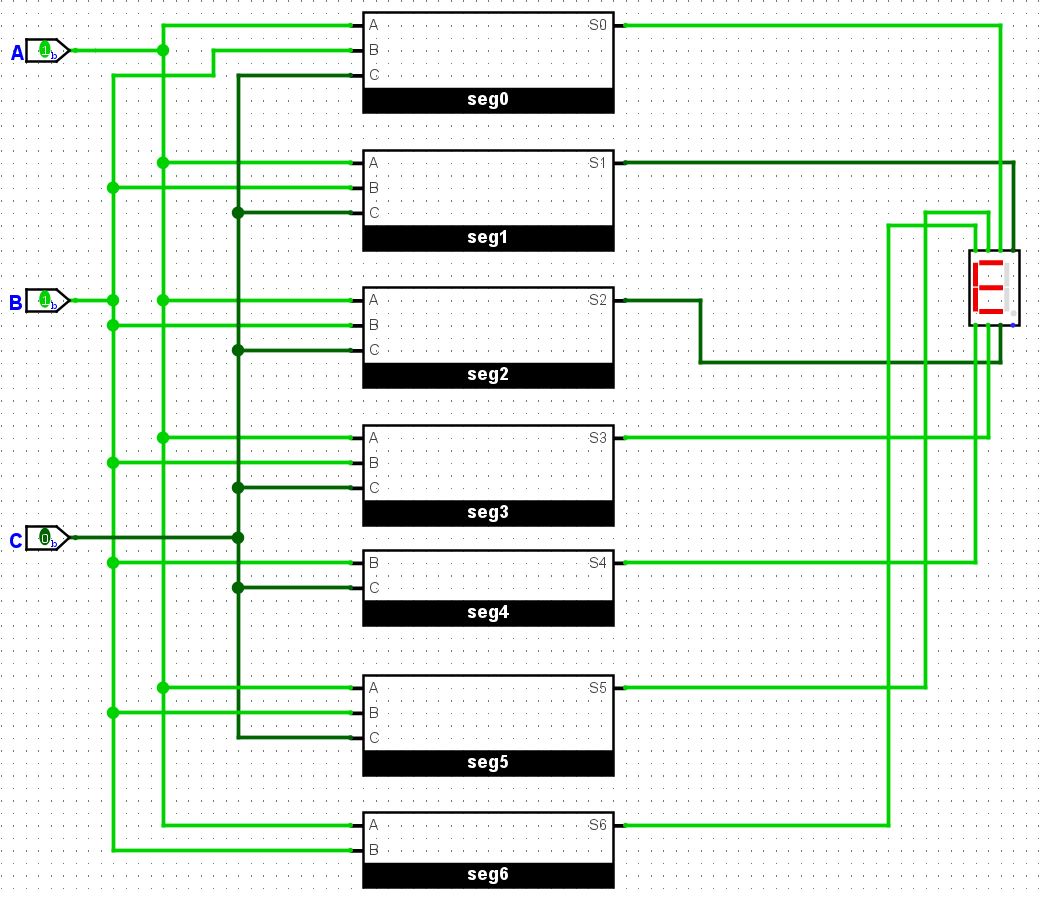 A 1 b
A S0
B
C
seg0
A S1
B
C
seg1
B 1 b
A S2
B
C
seg2
A S3
B
C
seg3
C 0 b
B S4
C
seg4
A S5
B
C
seg5
A S6
B
seg6